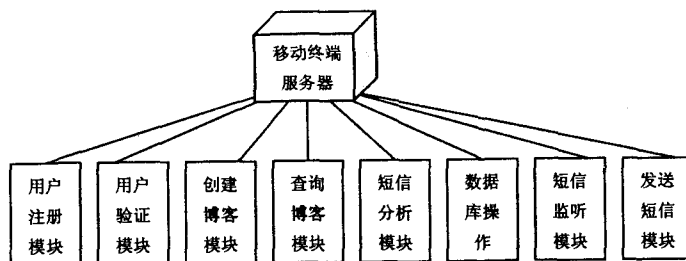 移动终端
服务器
用户
注册
模块
用户
验证
模块
创建
博客
模块
查询
博客
模块
短信
分析
模块
数据
库操
作
短信
监听
模块
发送
短信
模块